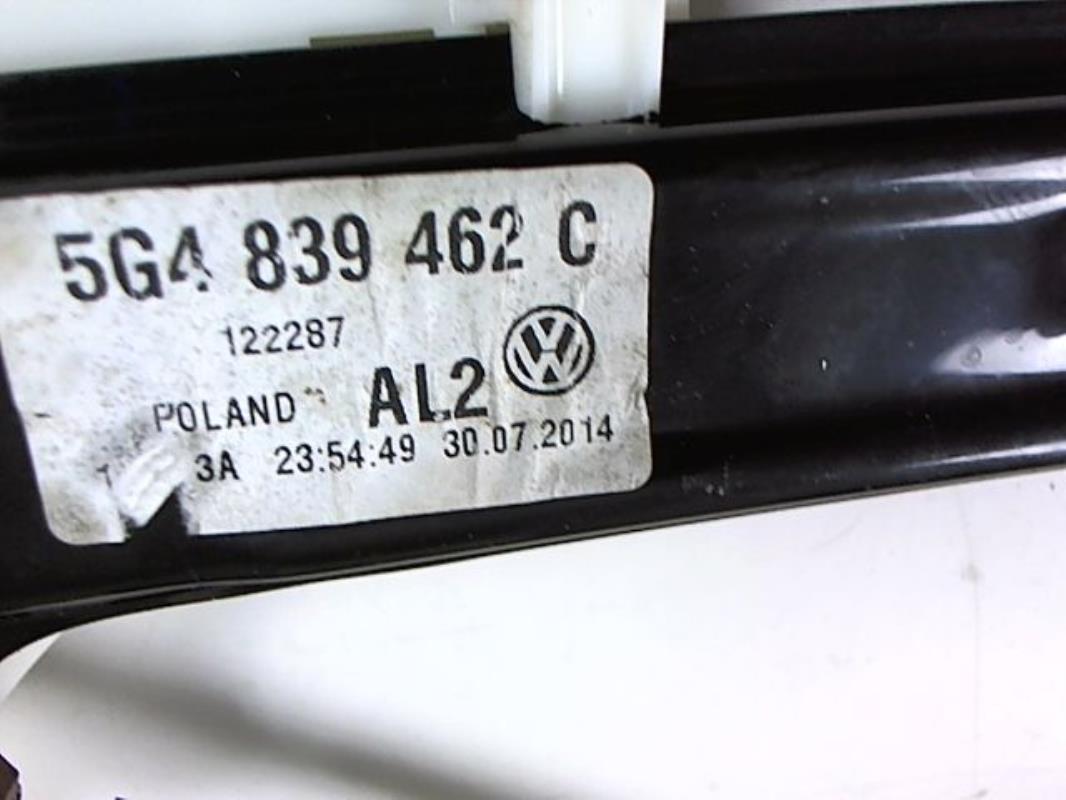 5G4 839 462 C
122287
POLAND AL2
3A 23:54:49 30.07.2014